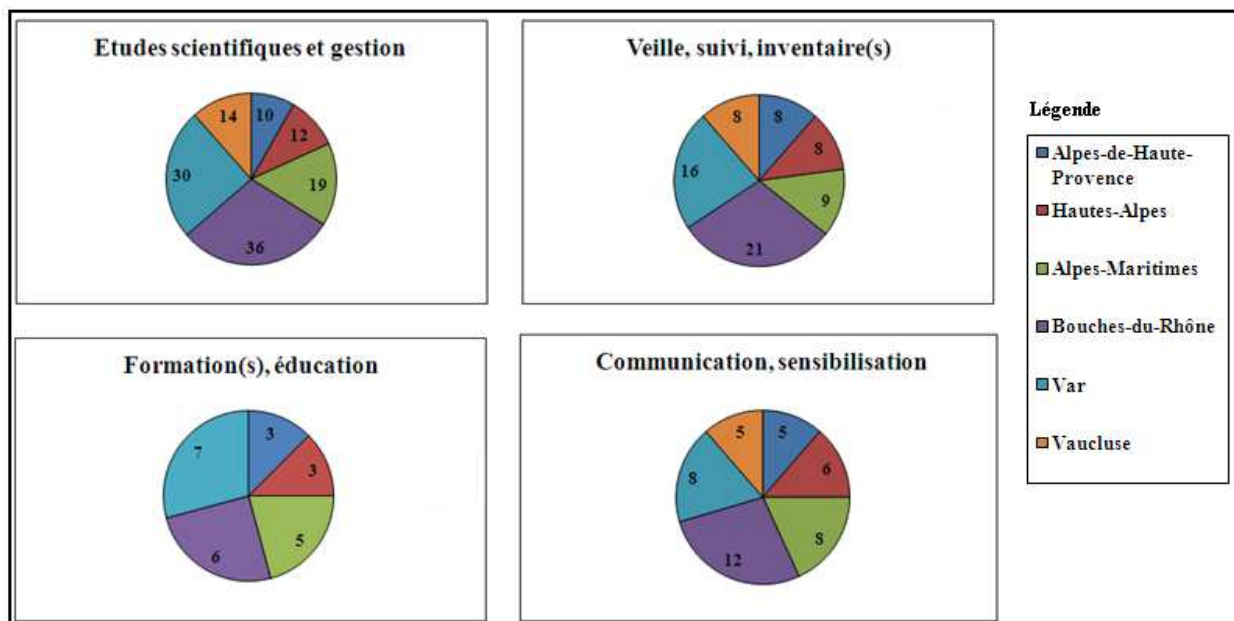 Etudes scientifiques et gestion
14
10
12
30
19
36
Veille, suivi, inventaire(s)
8
8
8
16
9
21
Formation(s), éducation
3
7
3
5
6
Communication, sensibilisation
5
5
6
8
8
12
Légende
Alpes-de-Haute-
Provence
Hautes-Alpes
Alpes-Maritimes
Bouches-du-Rhône
Var
Vaucluse